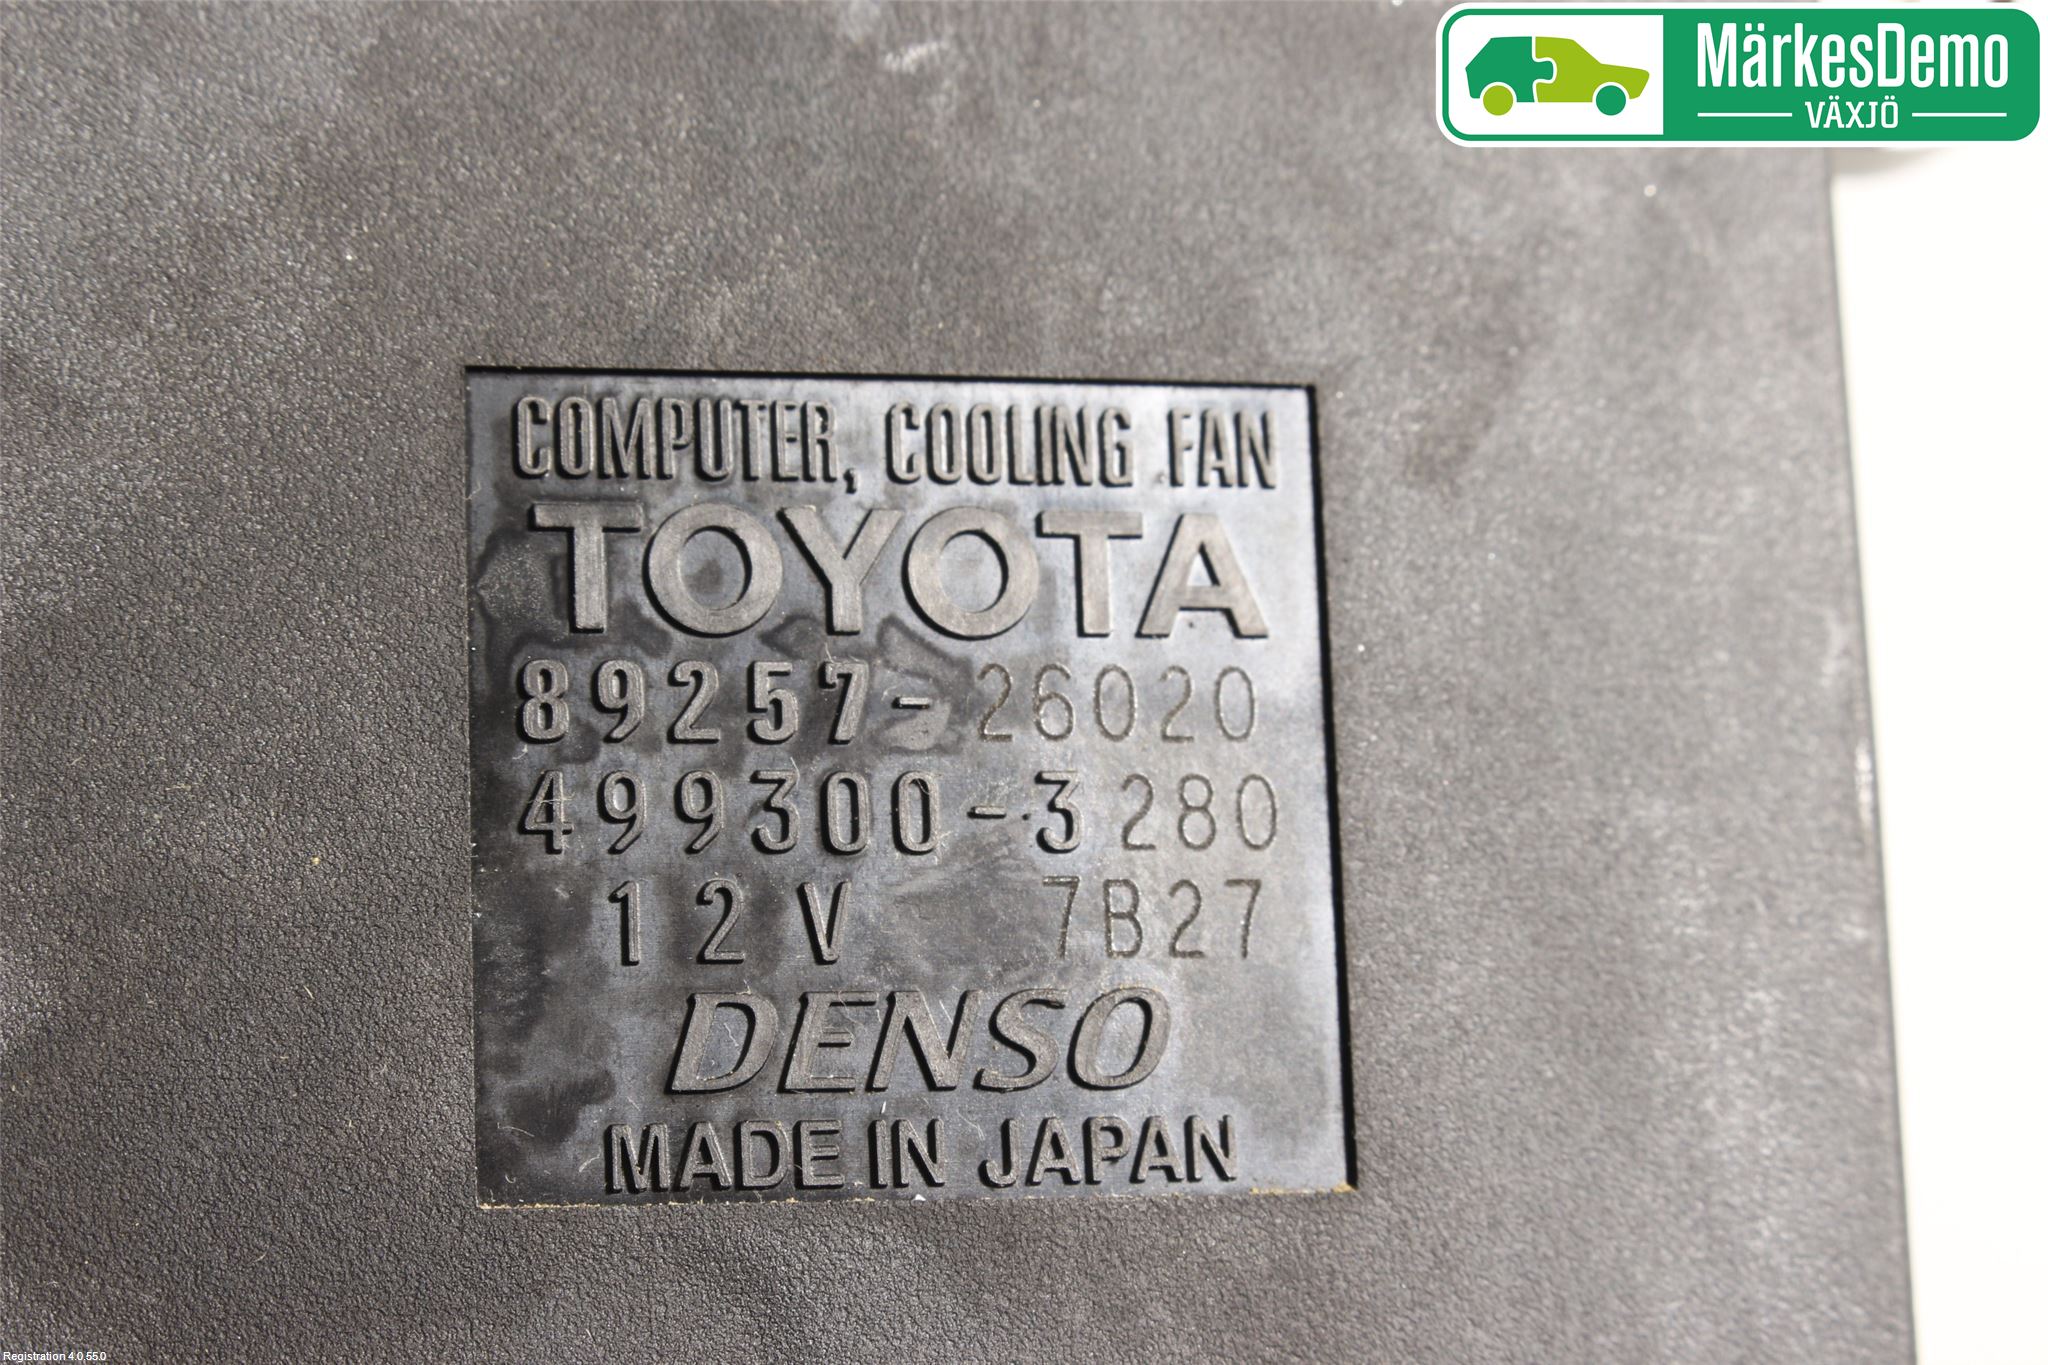 MärkesDemo
VÄXJÖ
COMPUTER, COOLING FAN
TOYOTA
89257-26020
499300-3280
12V 7B27
DENSO
MADE IN JAPAN
Registration 4.0.55.0